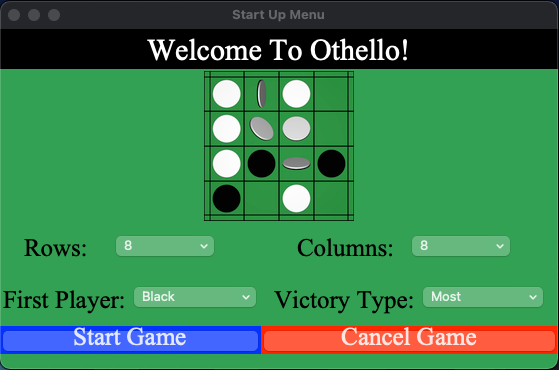 Start Up Menu
Welcome To Othello!
Rows: 8 Columns: 8
First Player: Black Victory Type: Most
Start Game Cancel Game